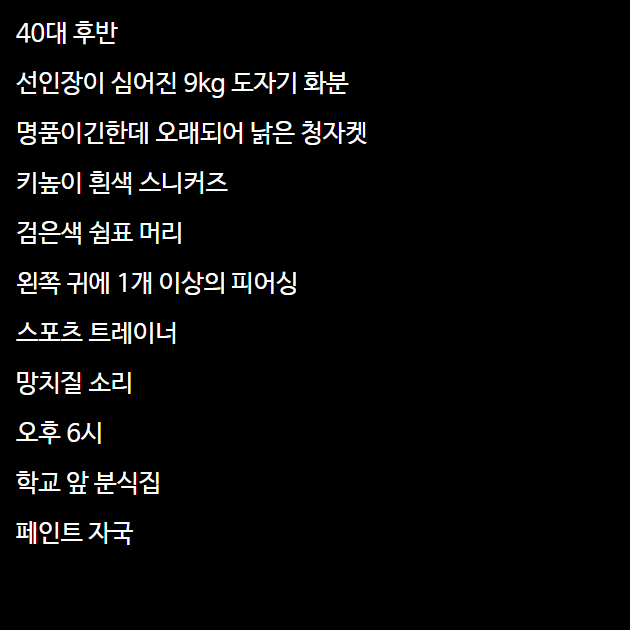 40대 후반
선인장이 심어진 9kg 도자기 화분
명품이긴한데 오래되어 낡은 청자켓
키높이 흰색 스니커즈
검은색 쉼표 머리
왼쪽 귀에 1개 이상의 피어싱
스포츠 트레이너
망치질 소리
오후 6시
학교 앞 분식집
페인트 자국